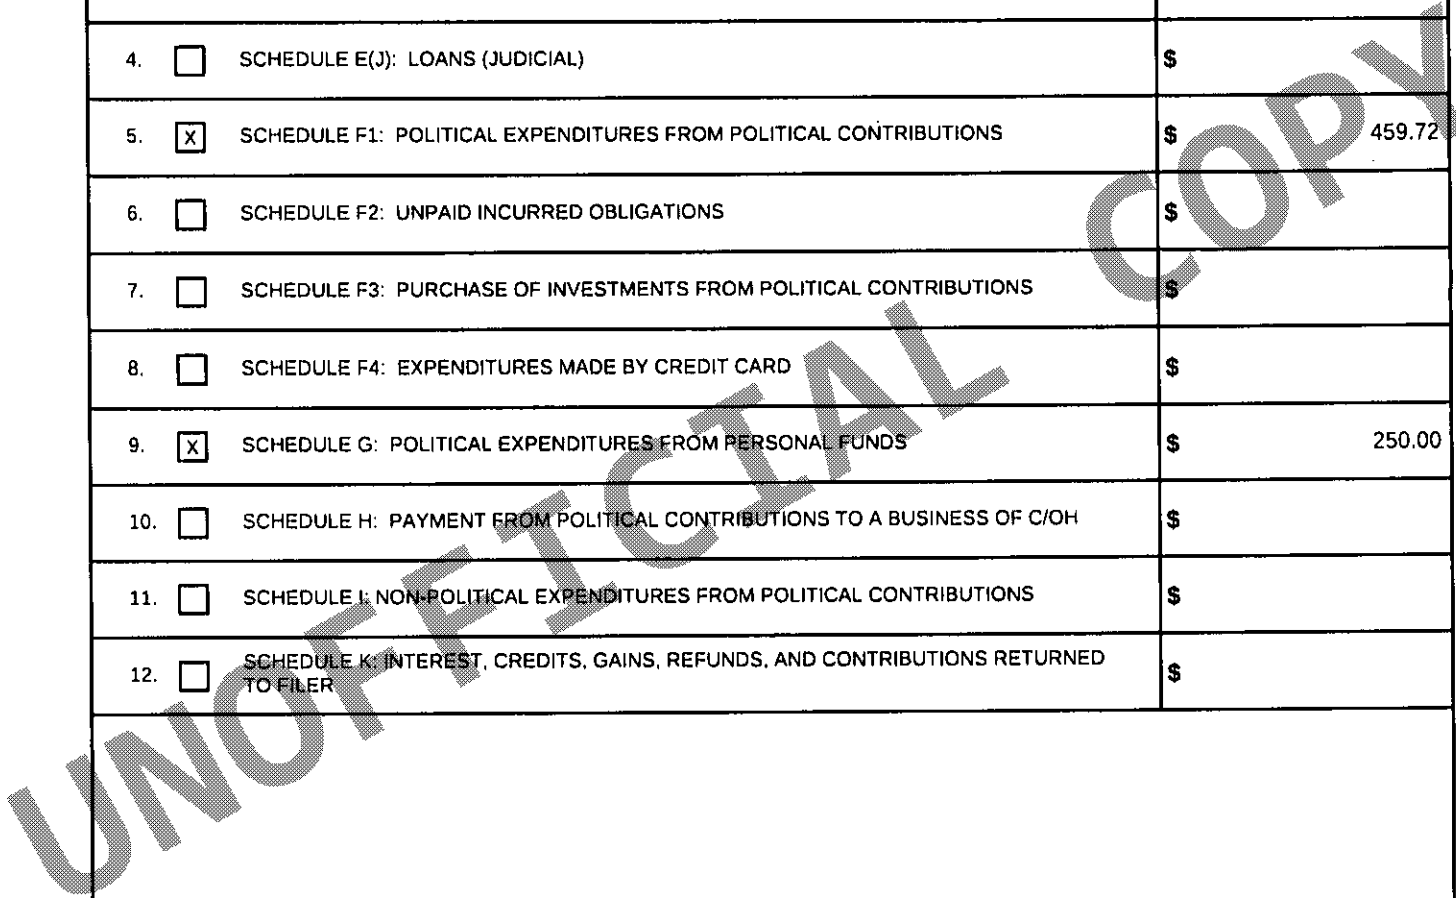 4. SCHEDULE E(J): LOANS (JUDICIAL) $
5. X SCHEDULE F1: POLITICAL EXPENDITURES FROM POLITICAL CONTRIBUTIONS $ 459.72
6. SCHEDULE F2: UNPAID INCURRED OBLIGATIONS $
7. SCHEDULE F3: PURCHASE OF INVESTMENTS FROM POLITICAL CONTRIBUTIONS $
8. SCHEDULE F4: EXPENDITURES MADE BY CREDIT CARD $
9. X SCHEDULE G: POLITICAL EXPENDITURES FROM PERSONAL FUNDS $ 250.00
10. SCHEDULE H: PAYMENT FROM POLITICAL CONTRIBUTIONS TO A BUSINESS OF C/OH $
11. SCHEDULE I: NON-POLITICAL EXPENDITURES FROM POLITICAL CONTRIBUTIONS $
12. SCHEDULE K: INTEREST, CREDITS, GAINS, REFUNDS, AND CONTRIBUTIONS RETURNED $
TO FILER
UNOFFICIAL COPY